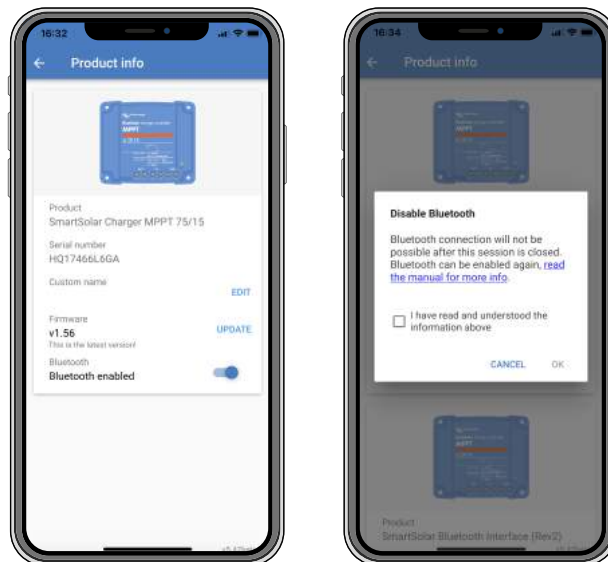 16:32
Product info
MPPT
Product
SmartSolar Charger MPPT 75/15
Serial number
HQ17466L6GA
Custom name
EDIT
Firmware
v1.56
UPDATE
This is the latest version!
Bluetooth
Bluetooth enabled
16:34
Product info
MPPT
Disable Bluetooth
Bluetooth connection will not be
possible after this session is closed.
Bluetooth can be enabled again, read
the manual for more info.
I have read and understood the
information above
CANCEL
OK
MPPT
Product
SmartSolar Bluetooth Interface (Rev2)